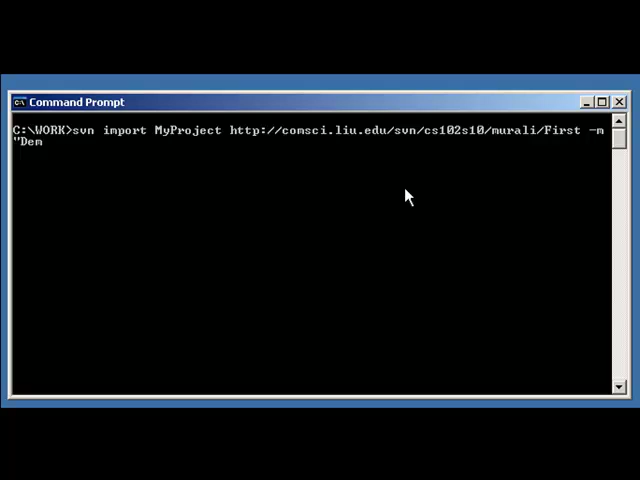 Command Prompt
C:\WORK>svn import MyProject http://comsci.liu.edu/svn/cs102s10/murali/First -m
"Dem